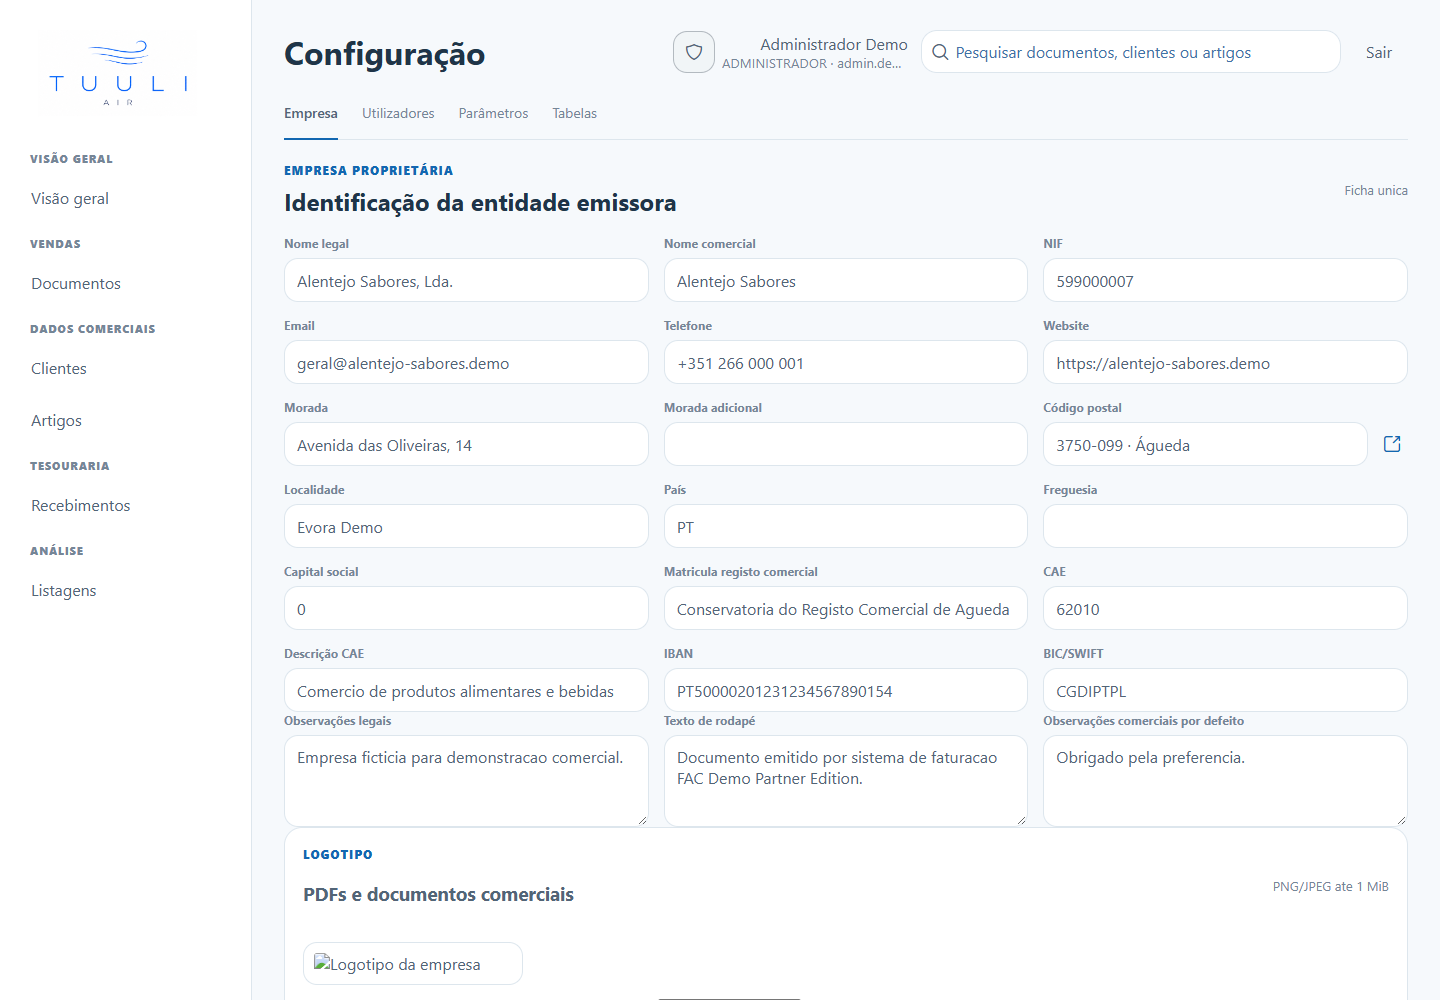 TUULI
AIR
VISÃO GERAL
Visão geral
VENDAS
Documentos
DADOS COMERCIAIS
Clientes
Artigos
TESOURARIA
Recebimentos
ANÁLISE
Listagens
Configuração
Administrador Demo
ADMINISTRADOR · admin.de...
Pesquisar documentos, clientes ou artigos
Sair
Empresa Utilizadores Parâmetros Tabelas
EMPRESA PROPRIETÁRIA
Identificação da entidade emissora
Ficha unica
Nome legal Nome comercial NIF
Alentejo Sabores, Lda. Alentejo Sabores 599000007
Email Telefone Website
geral@alentejo-sabores.demo +351 266 000 001 https://alentejo-sabores.demo
Morada Morada adicional Código postal
Avenida das Oliveiras, 14 3750-099 · Águeda
Localidade País Freguesia
Evora Demo PT
Capital social Matricula registo comercial CAE
0 Conservatoria do Registo Comercial de Agueda 62010
Descrição CAE IBAN BIC/SWIFT
Comercio de produtos alimentares e bebidas PT50000201231234567890154 CGDIPTPL
Observações legais Texto de rodapé Observações comerciais por defeito
Empresa ficticia para demonstracao comercial. Documento emitido por sistema de faturacao Obrigado pela preferencia.
FAC Demo Partner Edition.
LOGOTIPO
PDFs e documentos comerciais
PNG/JPEG ate 1 MiB
Logotipo da empresa